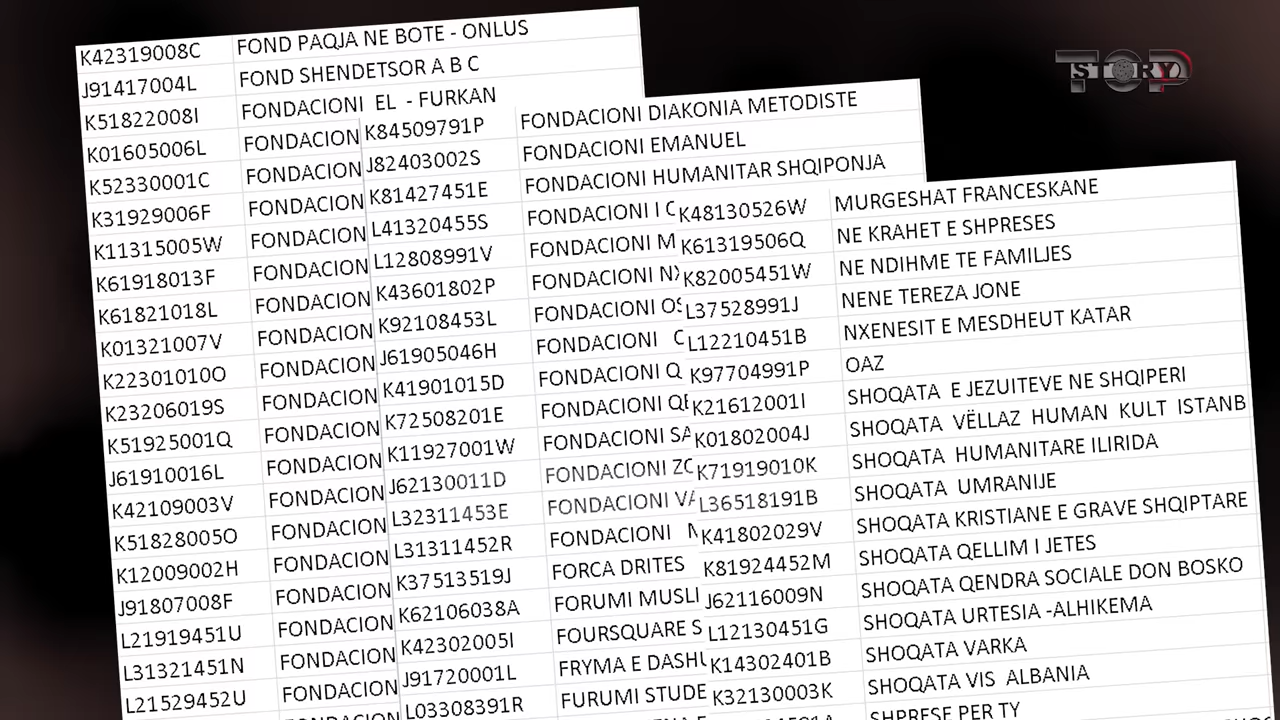 TOP STORY
K42319008C FOND PAQJA NE BOTE - ONLUS
J91417004L FOND SHENDETSOR A B C
K51822008I FONDACIONI EL - FURKAN
K01605006L FONDACION
K52330001C FONDACION
K31929006F FONDACION
K11315005W FONDACION
K61918013F FONDACION
K61821018L FONDACION
K01321007V FONDACION
K22301010O FONDACION
K23206019S FONDACION
K51925001Q FONDACION
J61910016L FONDACION
K42109003V FONDACION
K51828005O FONDACION
K12009002H FONDACION
J91807008F FONDACION
L21919451U FONDACION
L31321451N FONDACION
L21529452U FONDACION
K84509791P FONDACIONI DIAKONIA METODISTE
J82403002S FONDACIONI EMANUEL
K81427451E FONDACIONI HUMANITAR SHQIPONJA
L41320455S FONDACIONI I
L12808991V FONDACIONI
K43601802P FONDACIONI
K92108453L FONDACIONI
J61905046H FONDACIONI
K41901015D FONDACIONI
K72508201E FONDACIONI
K11927001W FONDACIONI
J62130011D FONDACIONI
L32311453E FONDACIONI
L31311452R FONDACIONI
K37513519J FORCA DRITES
K62106038A FORUMI MUSLI
K42302005I FOURSQUARE
J91720001L FRYMA E
L03308391R FURUMI STUDE
K48130526W MURGESHAT FRANCESKANE
K61319506Q NE KRAHET E SHPRESES
K82005451W NE NDIHME TE FAMILJES
L37528991J NENE TEREZA JONE
L12210451B NXENESIT E MESDHEUT KATAR
K97704991P OAZ
K21612001I SHOQATA E JEZUITEVE NE SHQIPERI
K01802004J SHOQATA VËLLAZ HUMAN KULT ISTANB
K71919010K SHOQATA HUMANITARE ILIRIDA
L36518191B SHOQATA UMRANIJE
K41802029V SHOQATA KRISTIANE E GRAVE SHQIPTARE
K81924452M SHOQATA QELLIM I JETES
J62116009N SHOQATA QENDRA SOCIALE DON BOSKO
L12130451G SHOQATA URTESIA -ALHIKEMA
K14302401B SHOQATA VARKA
K32130003K SHOQATA VIS ALBANIA
SHPRESE PER TY